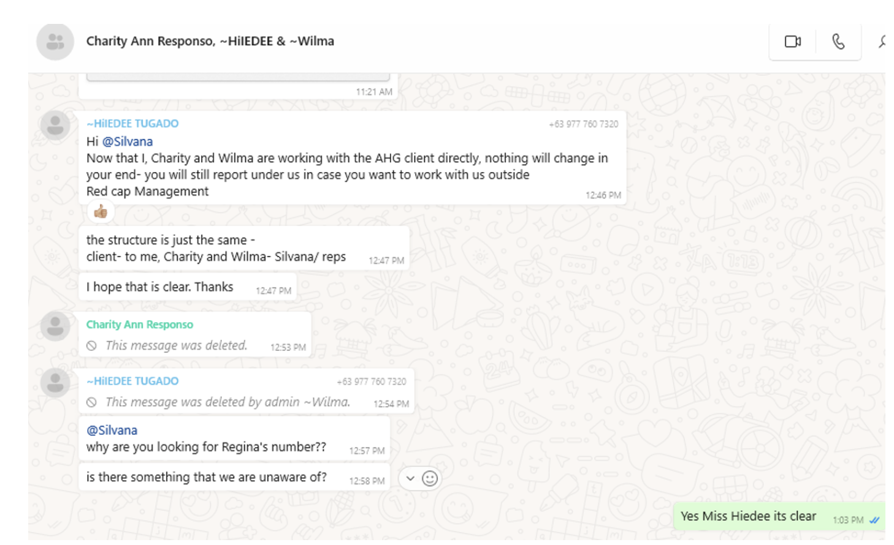 Charity Ann Responso, ~HiIEDEE & ~Wilma
11:21 AM
~HiIEDEE TUGADO +63 977 760 7320
Hi @Silvana
Now that I, Charity and Wilma are working with the AHG client directly, nothing will change in
your end- you will still report under us in case you want to work with us outside
Red cap Management
12:46 PM
the structure is just the same -
client- to me, Charity and Wilma- Silvana/ reps 12:47 PM
I hope that is clear. Thanks 12:47 PM
Charity Ann Responso
This message was deleted. 12:53 PM
~HiIEDEE TUGADO +63 977 760 7320
This message was deleted by admin ~Wilma. 12:54 PM
@Silvana
why are you looking for Regina's number?? 12:57 PM
is there something that we are unaware of? 12:58 PM
Yes Miss Hiedee its clear 1:03 PM